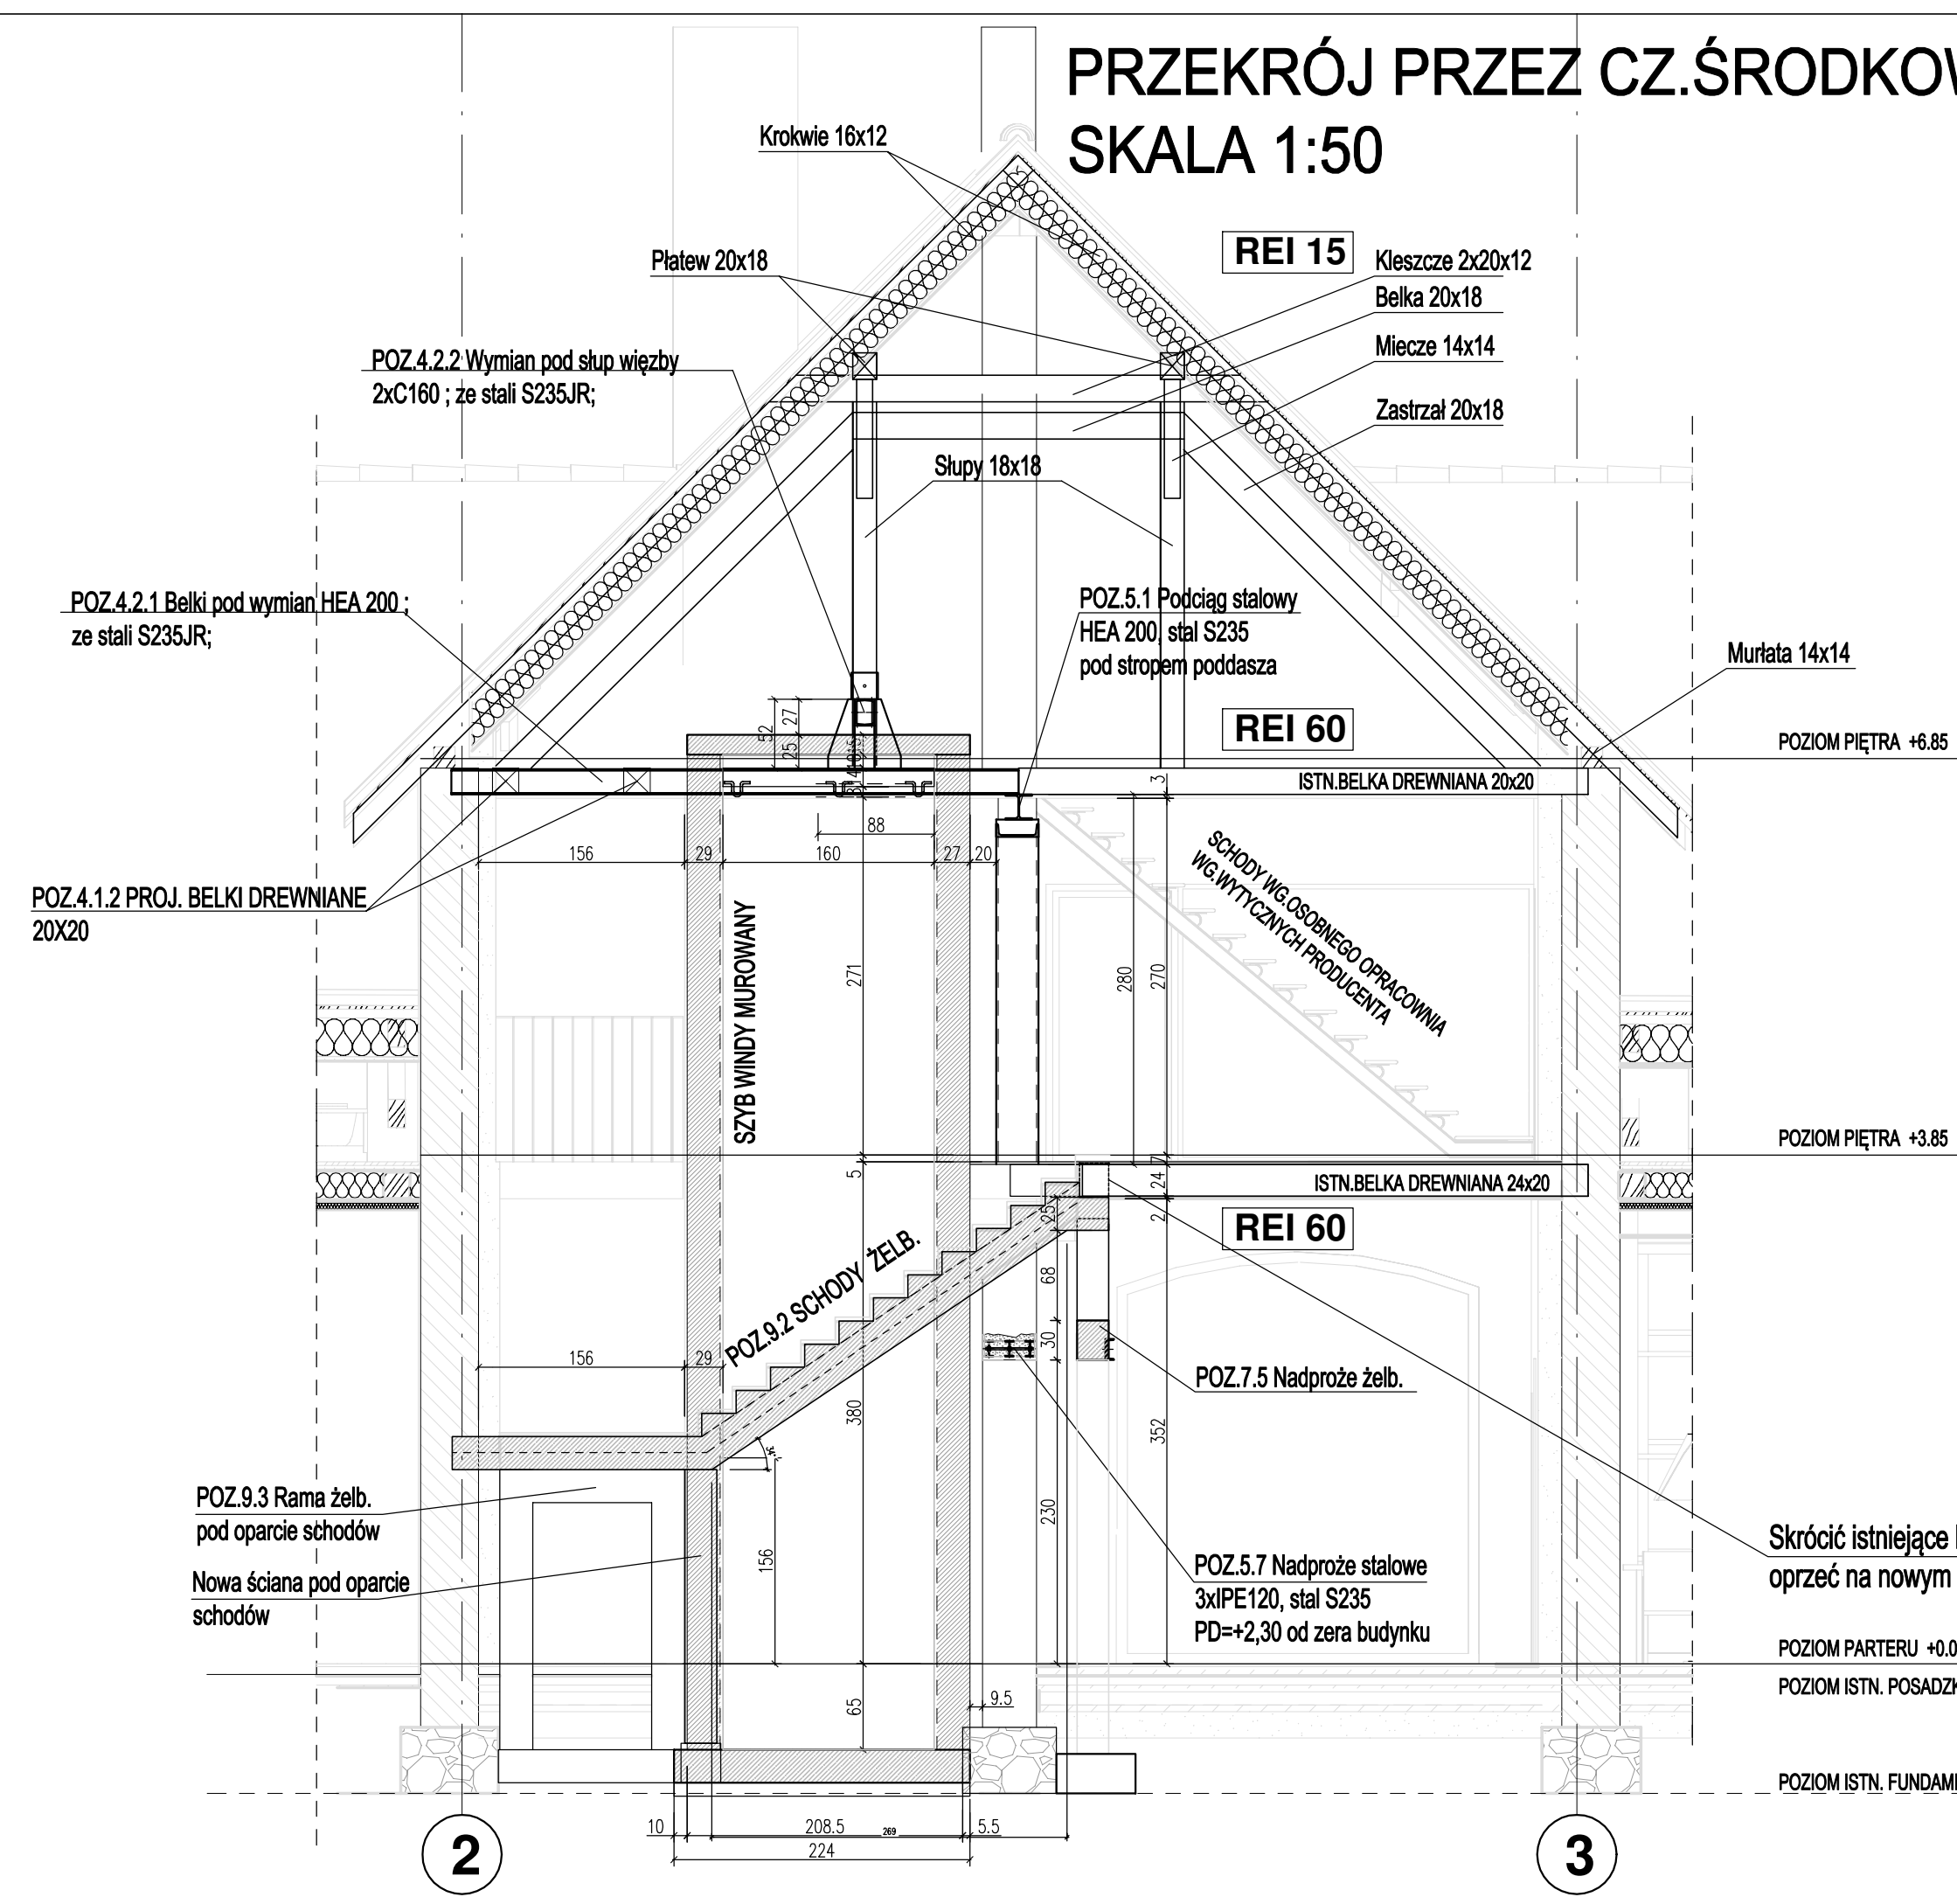 PRZEKRÓJ PRZEZ CZ.ŚRODKOW
SKALA 1:50
Krokwie 16x12
Płatew 20x18
REI 15
Kleszcze 2x20x12
Belka 20x18
Miecze 14x14
Zastrzał 20x18
POZ.4.2.2 Wymian pod słup więzby
2xC160 ; ze stali S235JR;
Słupy 18x18
POZ.4.2.1 Belki pod wymian HEA 200 ;
ze stali S235JR;
POZ.5.1 Podciąg stalowy
HEA 200, stal S235
pod stropem poddasza
Murłata 14x14
REI 60
POZIOM PIĘTRA +6.85
52
27
25
ISTN.BELKA DREWNIANA 20x20
3
88
156
29
160
27
20
POZ.4.1.2 PROJ. BELKI DREWNIANE
20X20
SZYB WINDY MUROWANY
SCHODY WG.OSOBNEGO OPRACOWNIA
WG.WYTYCZNYCH PRODUCENTA
271
280
270
POZIOM PIĘTRA +3.85
5
7
24
ISTN.BELKA DREWNIANA 24x20
25
2
REI 60
POZ.9.2 SCHODY ŻELB.
68
30
156
29
POZ.7.5 Nadproże żelb.
380
352
34°
POZ.9.3 Rama żelb.
pod oparcie schodów
230
156
Skrócić istniejące
oprzeć na nowym
Nowa ściana pod oparcie
schodów
POZ.5.7 Nadproże stalowe
3xIPE120, stal S235
PD=+2,30 od zera budynku
POZIOM PARTERU +0.0
POZIOM ISTN. POSADZK
65
9.5
POZIOM ISTN. FUNDAM
10
208.5
269
5.5
224
2
3